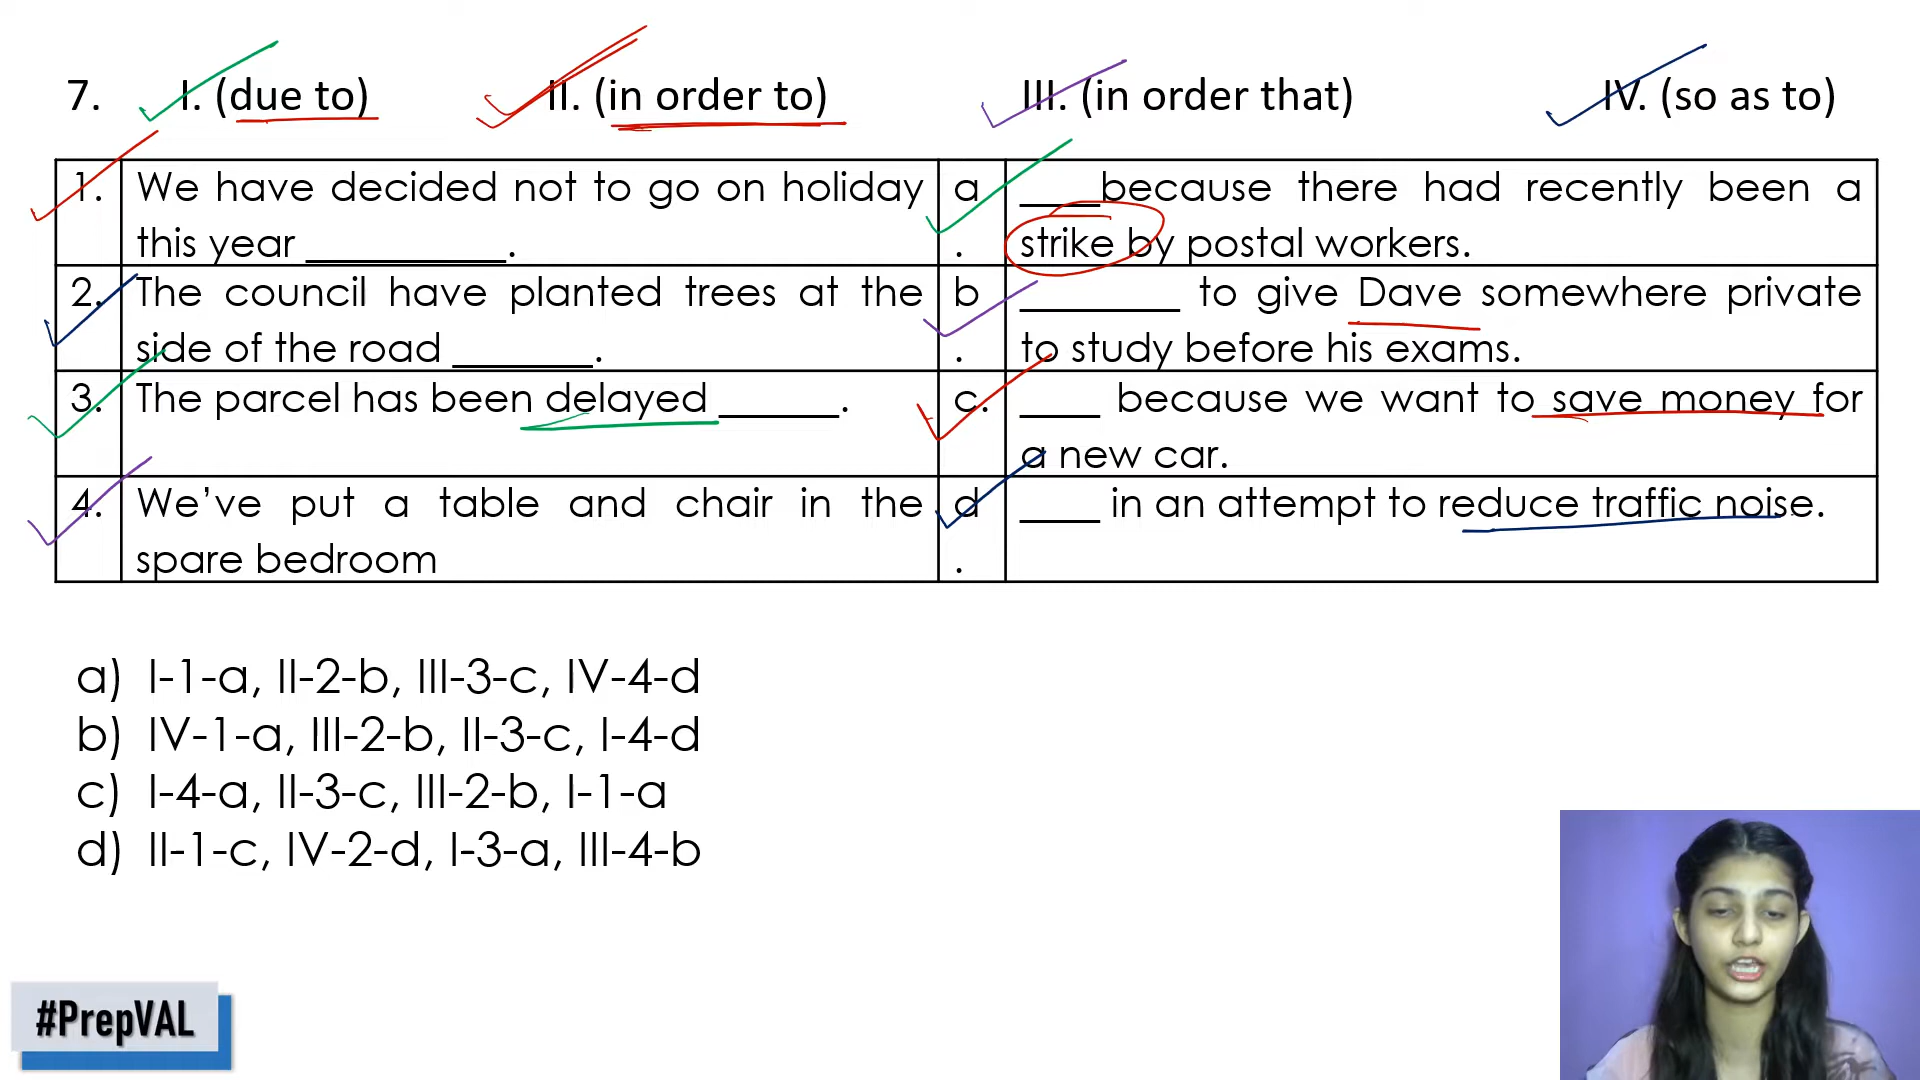 7. I. (due to) II. (in order to) III. (in order that) IV. (so as to)
1. We have decided not to go on holiday this year __________. a. ____because there had recently been a strike by postal workers.
2. The council have planted trees at the side of the road _______. b. ________ to give Dave somewhere private to study before his exams.
3. The parcel has been delayed ______. c. ____ because we want to save money for a new car.
4. We’ve put a table and chair in the spare bedroom d. ____ in an attempt to reduce traffic noise.
a) I-1-a, II-2-b, III-3-c, IV-4-d
b) IV-1-a, III-2-b, II-3-c, I-4-d
c) I-4-a, II-3-c, III-2-b, I-1-a
d) II-1-c, IV-2-d, I-3-a, III-4-b
#PrepVAL